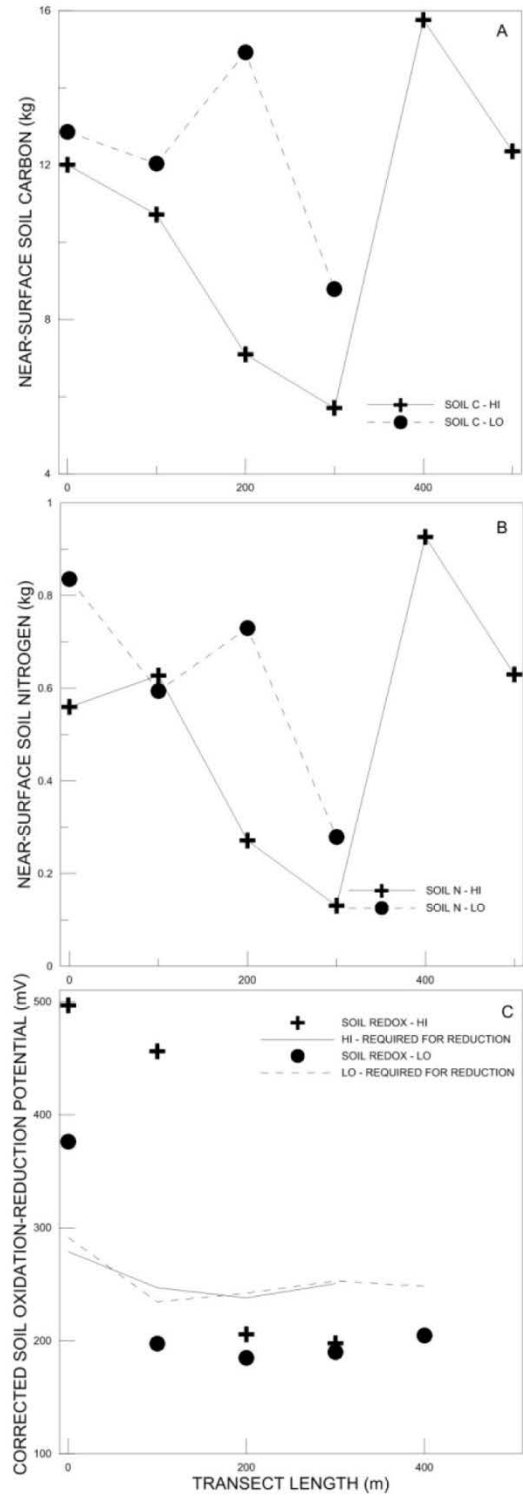 A
NEAR-SURFACE SOIL CARBON (kg)
16
12
8
4
SOIL C - HI
SOIL C - LO
0
200
400
B
NEAR-SURFACE SOIL NITROGEN (kg)
1
0.8
0.6
0.4
0.2
0
SOIL N - HI
SOIL N - LO
0
200
400
C
CORRECTED SOIL OXIDATION-REDUCTION POTENTIAL (mV)
500
400
300
200
100
SOIL REDOX - HI
HI - REQUIRED FOR REDUCTION
SOIL REDOX - LO
LO - REQUIRED FOR REDUCTION
0
200
400
TRANSECT LENGTH (m)